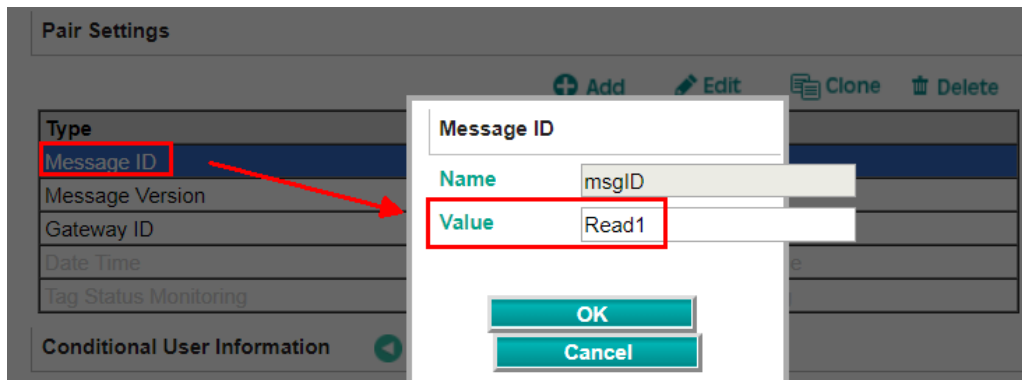 Pair Settings
Add Edit Clone Delete
Type
Message ID
Message Version
Gateway ID
Date Time
Tag Status Monitoring
Conditional User Information
Message ID
Name msgID
Value Read1
OK
Cancel